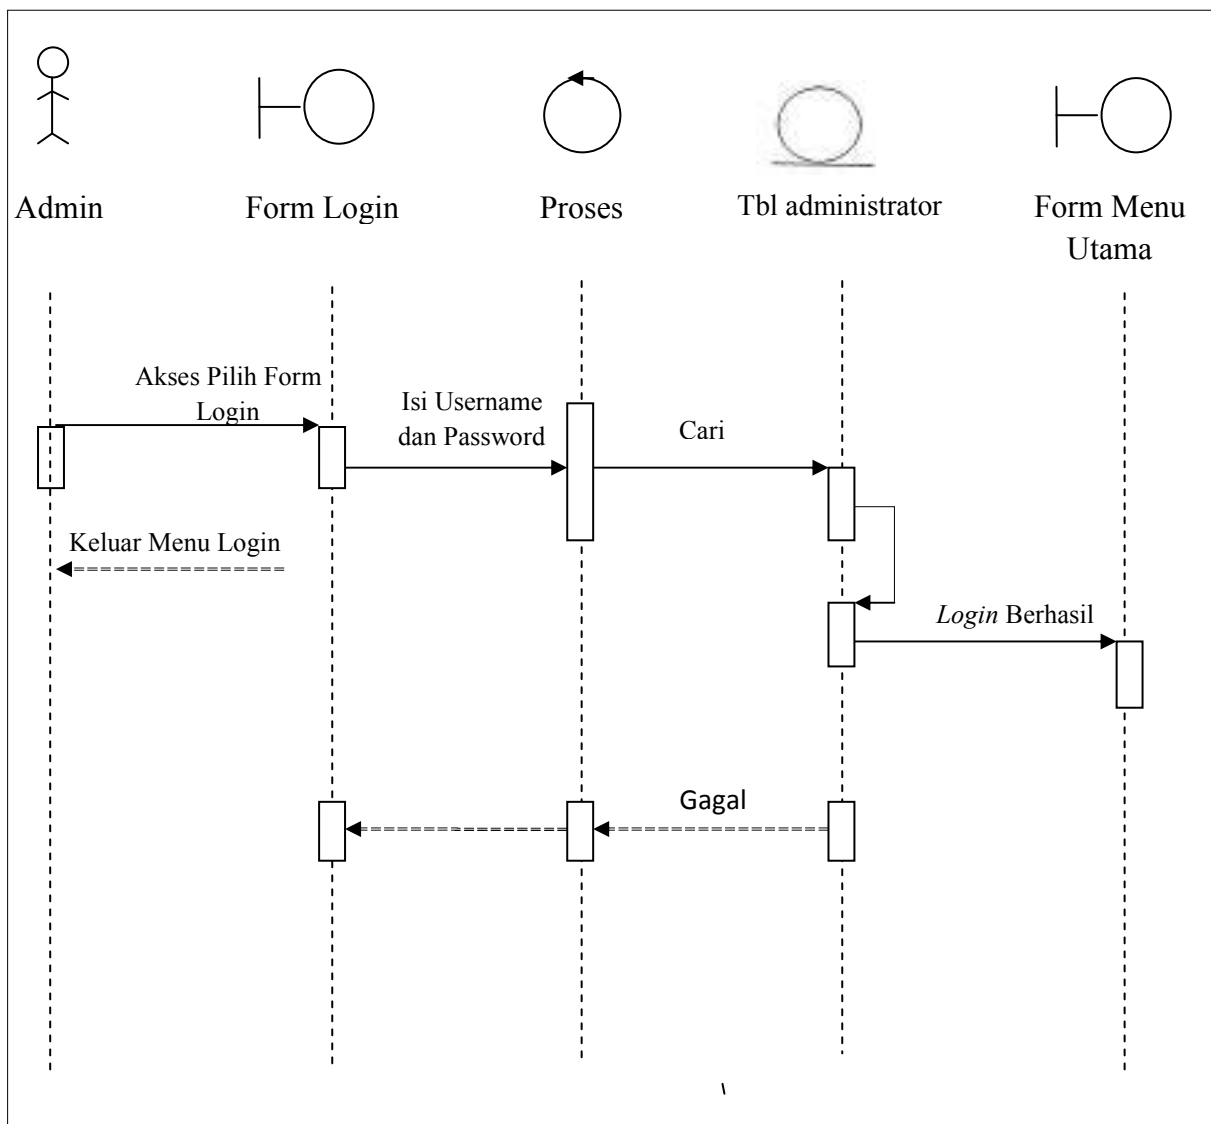 Admin
Form Login
Proses
Tbl administrator
Form Menu
Utama
Akses Pilih Form
Login
Isi Username
dan Password
Cari
Keluar Menu Login
Login Berhasil
Gagal